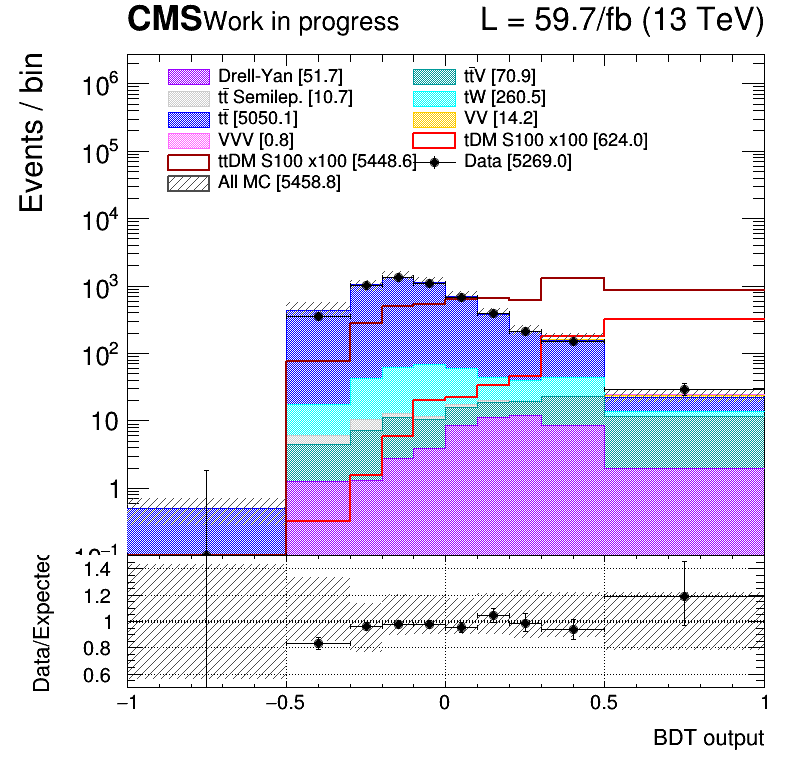 CMS Work in progress L = 59.7/fb (13 TeV)
Events / bin
Drell-Yan [51.7] tt̄V [70.9]
tt̄ Semilep. [10.7] tW [260.5]
tt̄ [5050.1] VV [14.2]
VVV [0.8] tDM S100 x100 [624.0]
ttDM S100 x100 [5448.6] Data [5269.0]
All MC [5458.8]
10⁶
10⁵
10⁴
10³
10²
10
1
10⁻¹
Data/Expected
1.4
1.2
1
0.8
0.6
−1 −0.5 0 0.5 1
BDT output